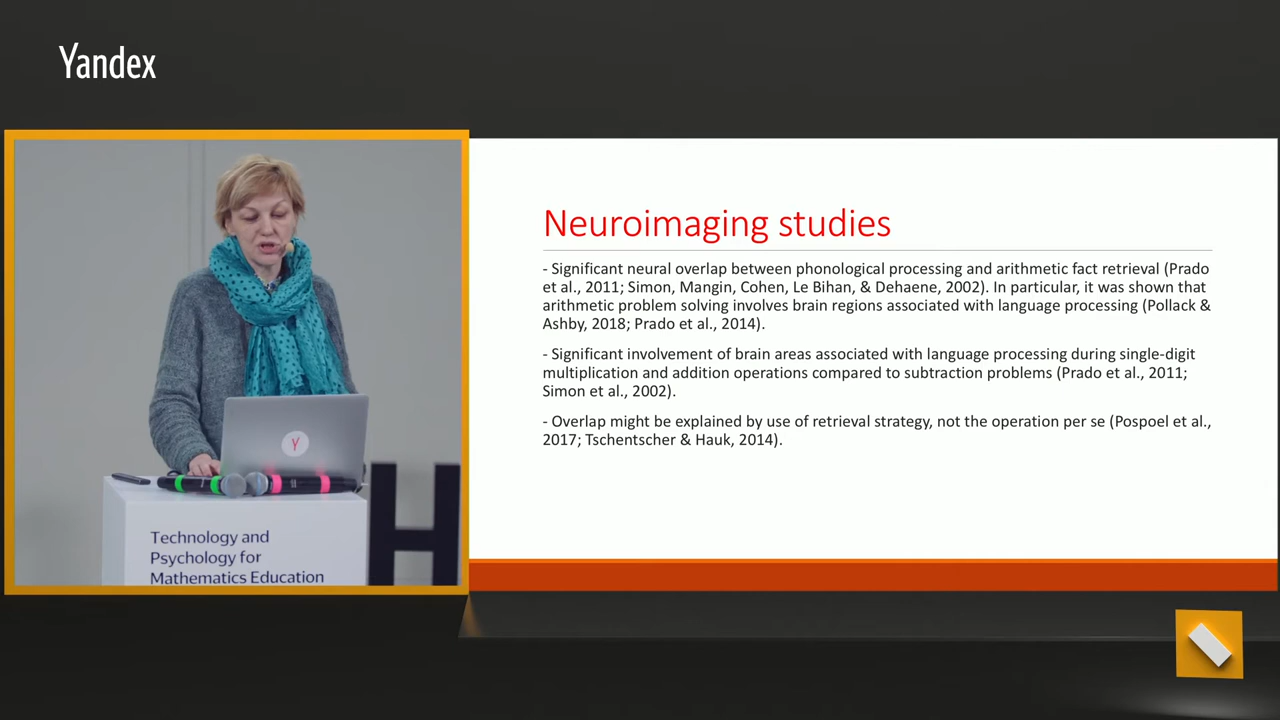 Yandex
Neuroimaging studies
- Significant neural overlap between phonological processing and arithmetic fact retrieval (Prado
et al., 2011; Simon, Mangin, Cohen, Le Bihan, & Dehaene, 2002). In particular, it was shown that
arithmetic problem solving involves brain regions associated with language processing (Pollack &
Ashby, 2018; Prado et al., 2014).
- Significant involvement of brain areas associated with language processing during single-digit
multiplication and addition operations compared to subtraction problems (Prado et al., 2011;
Simon et al., 2002).
- Overlap might be explained by use of retrieval strategy, not the operation per se (Pospoel et al.,
2017; Tschentscher & Hauk, 2014).
Y
H
Technology and
Psychology for
Mathematics Education